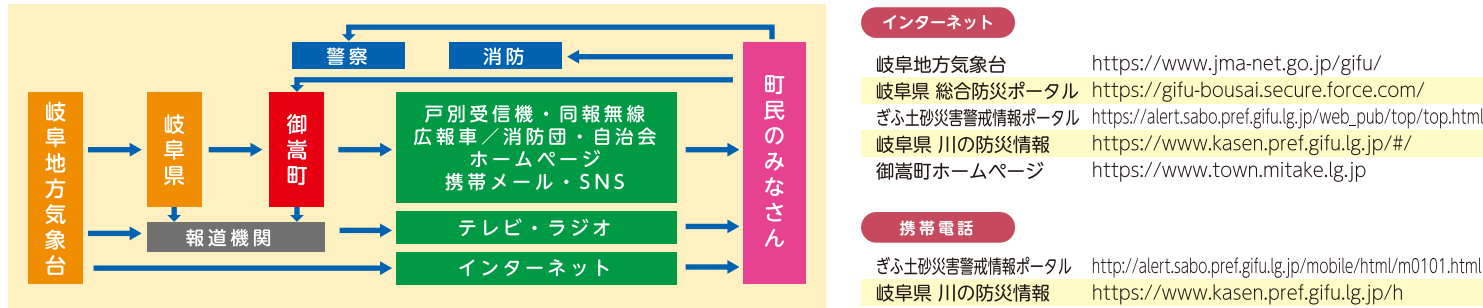 警察
消防
岐阜地方気象台
岐阜県
御嵩町
戸別受信機・同報無線
広報車／消防団・自治会
ホームページ
携帯メール・SNS
町民のみなさん
報道機関
テレビ・ラジオ
インターネット
インターネット
岐阜地方気象台 https://www.jma-net.go.jp/gifu/
岐阜県 総合防災ポータル https://gifu-bousai.secure.force.com/
ぎふ土砂災害警戒情報ポータル https://alert.sabo.pref.gifu.lg.jp/web_pub/top/top.html
岐阜県 川の防災情報 https://www.kasen.pref.gifu.lg.jp/#/
御嵩町ホームページ https://www.town.mitake.lg.jp
携帯電話
ぎふ土砂災害警戒情報ポータル http://alert.sabo.pref.gifu.lg.jp/mobile/html/m0101.html
岐阜県 川の防災情報 https://www.kasen.pref.gifu.lg.jp/h